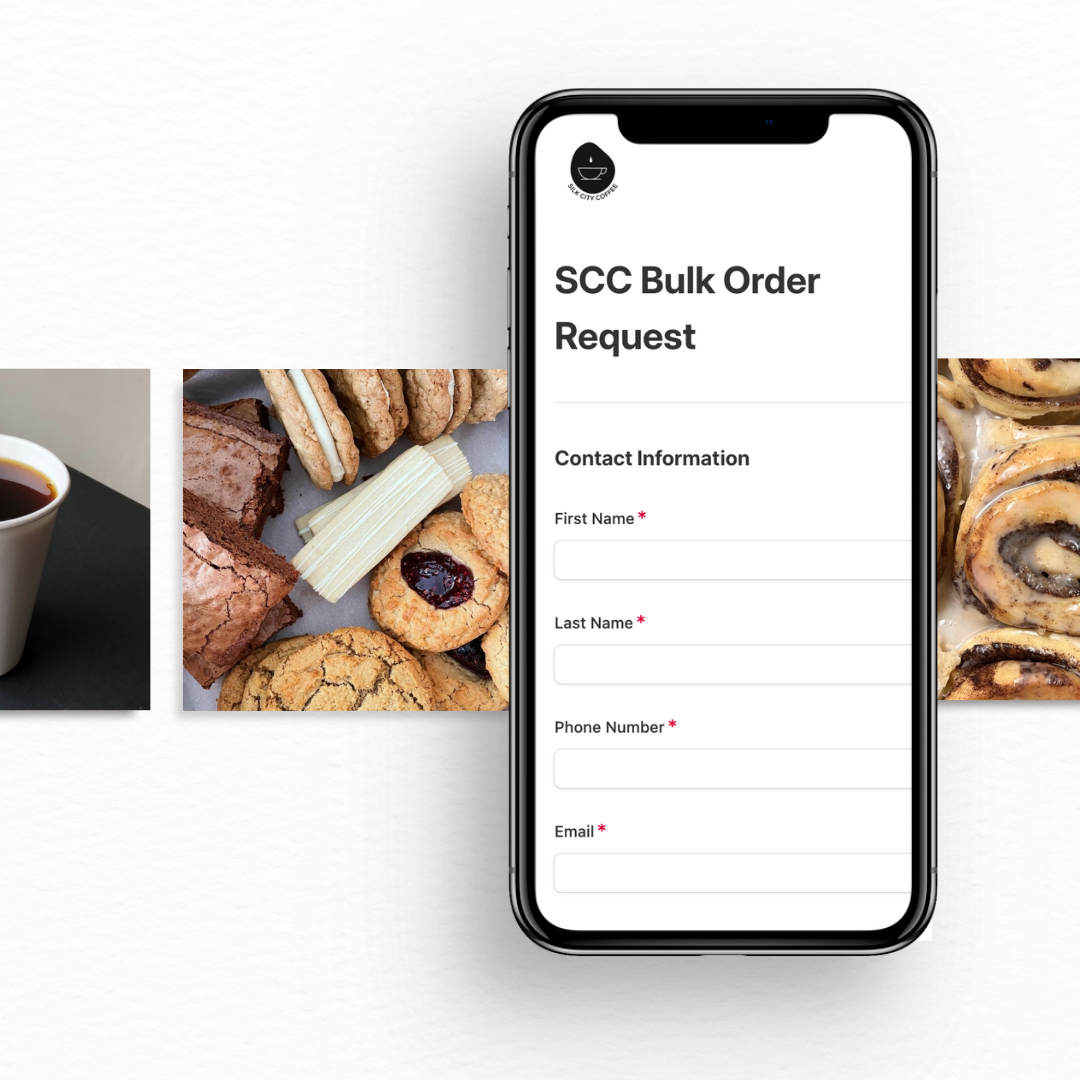 SILK CITY COFFEE
SCC Bulk Order
Request
Contact Information
First Name *
Last Name *
Phone Number *
Email *